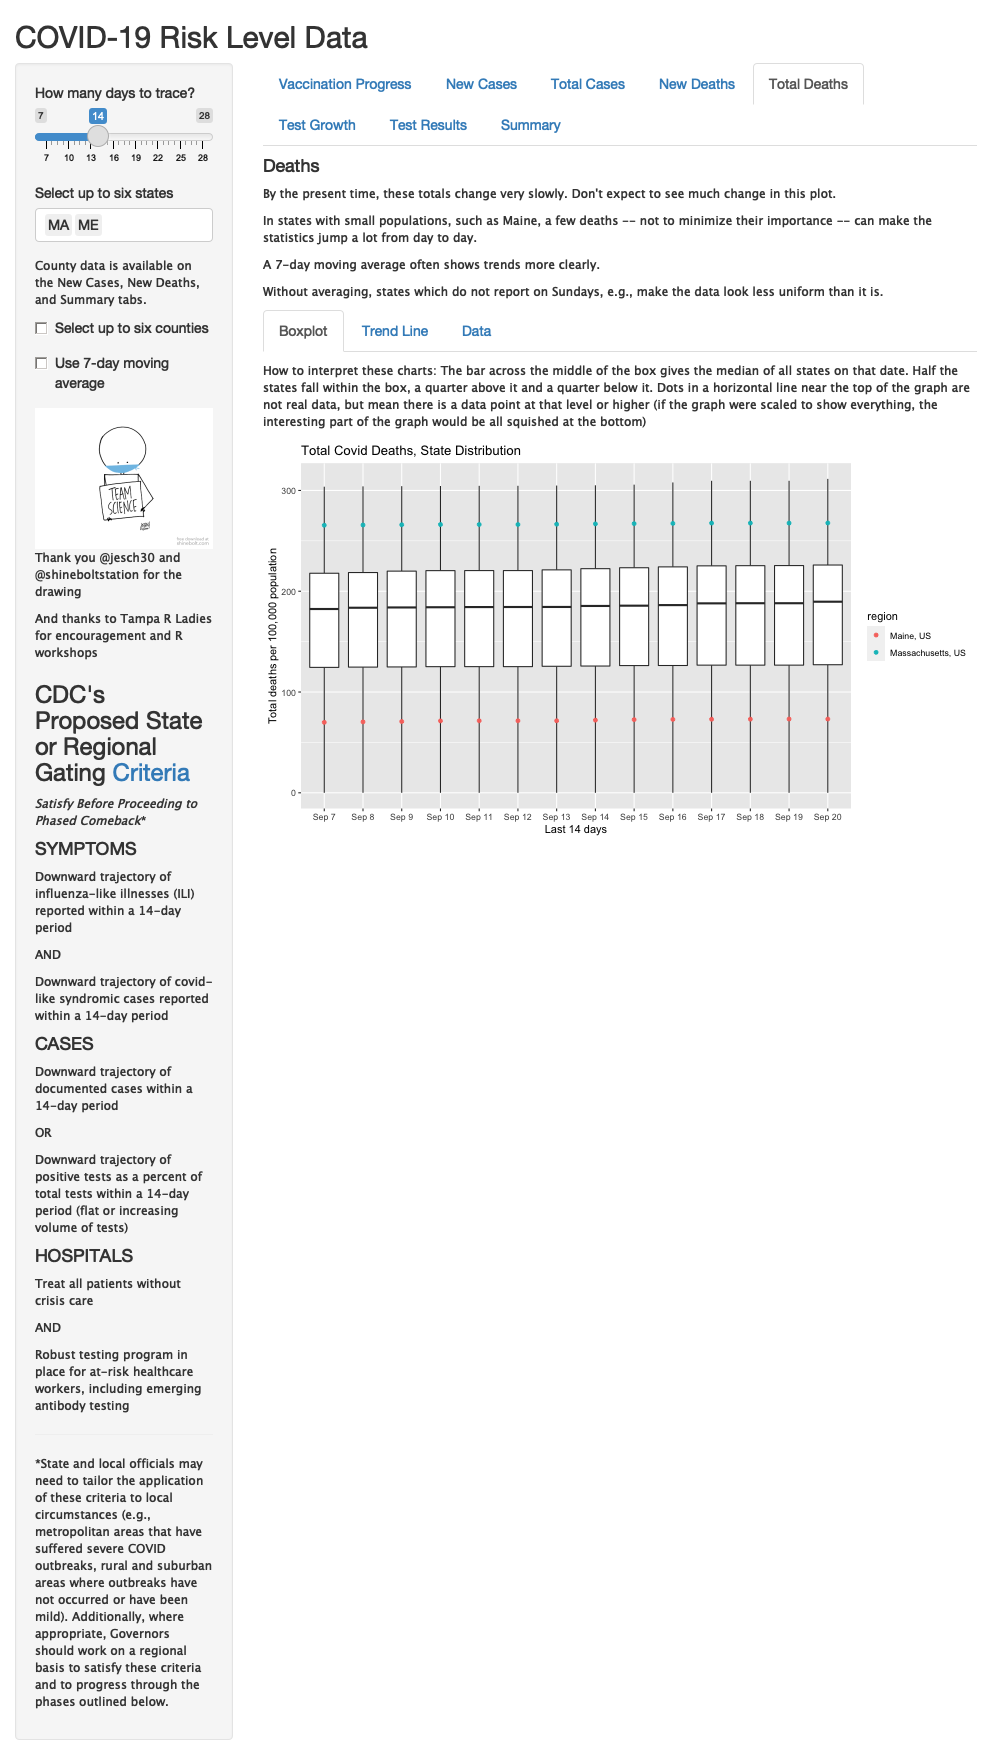 COVID-19 Risk Level Data
How many days to trace?
7
14
28
7 10 13 16 19 22 25 28
Select up to six states
MA ME
County data is available on
the New Cases, New Deaths,
and Summary tabs.
Select up to six counties
Use 7-day moving
average
TEAM
SCIENCE
Thank you @jesch30 and
@shineboltstation for the
drawing
And thanks to Tampa R Ladies
for encouragement and R
workshops
CDC's
Proposed State
or Regional
Gating Criteria
Satisfy Before Proceeding to
Phased Comeback*
SYMPTOMS
Downward trajectory of
influenza-like illnesses (ILI)
reported within a 14-day
period
AND
Downward trajectory of covid-
like syndromic cases reported
within a 14-day period
CASES
Downward trajectory of
documented cases within a
14-day period
OR
Downward trajectory of
positive tests as a percent of
total tests within a 14-day
period (flat or increasing
volume of tests)
HOSPITALS
Treat all patients without
crisis care
AND
Robust testing program in
place for at-risk healthcare
workers, including emerging
antibody testing
*State and local officials may
need to tailor the application
of these criteria to local
circumstances (e.g.,
metropolitan areas that have
suffered severe COVID
outbreaks, rural and suburban
areas where outbreaks have
not occurred or have been
mild). Additionally, where
appropriate, Governors
should work on a regional
basis to satisfy these criteria
and to progress through the
phases outlined below.
Vaccination Progress New Cases Total Cases New Deaths Total Deaths
Test Growth Test Results Summary
Deaths
By the present time, these totals change very slowly. Don't expect to see much change in this plot.
In states with small populations, such as Maine, a few deaths -- not to minimize their importance -- can make the
statistics jump a lot from day to day.
A 7-day moving average often shows trends more clearly.
Without averaging, states which do not report on Sundays, e.g., make the data look less uniform than it is.
Boxplot Trend Line Data
How to interpret these charts: The bar across the middle of the box gives the median of all states on that date. Half the
states fall within the box, a quarter above it and a quarter below it. Dots in a horizontal line near the top of the graph are
not real data, but mean there is a data point at that level or higher (if the graph were scaled to show everything, the
interesting part of the graph would be all squished at the bottom)
Total Covid Deaths, State Distribution
Total deaths per 100,000 population
300
200
100
0
Sep 7 Sep 8 Sep 9 Sep 10 Sep 11 Sep 12 Sep 13 Sep 14 Sep 15 Sep 16 Sep 17 Sep 18 Sep 19 Sep 20
Last 14 days
region
Maine, US
Massachusetts, US